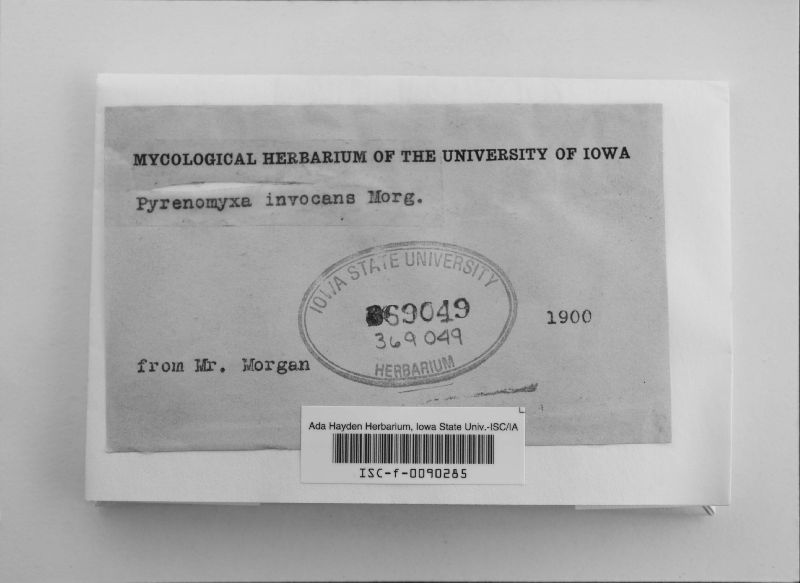 MYCOLOGICAL HERBARIUM OF THE UNIVERSITY OF IOWA
Pyrenomyxa invocans Morg.
IOWA STATE UNIVERSITY
369049
369049
HERBARIUM
1900
from Mr. Morgan
Ada Hayden Herbarium, Iowa State Univ.-ISC/IA
ISC-f-0090285